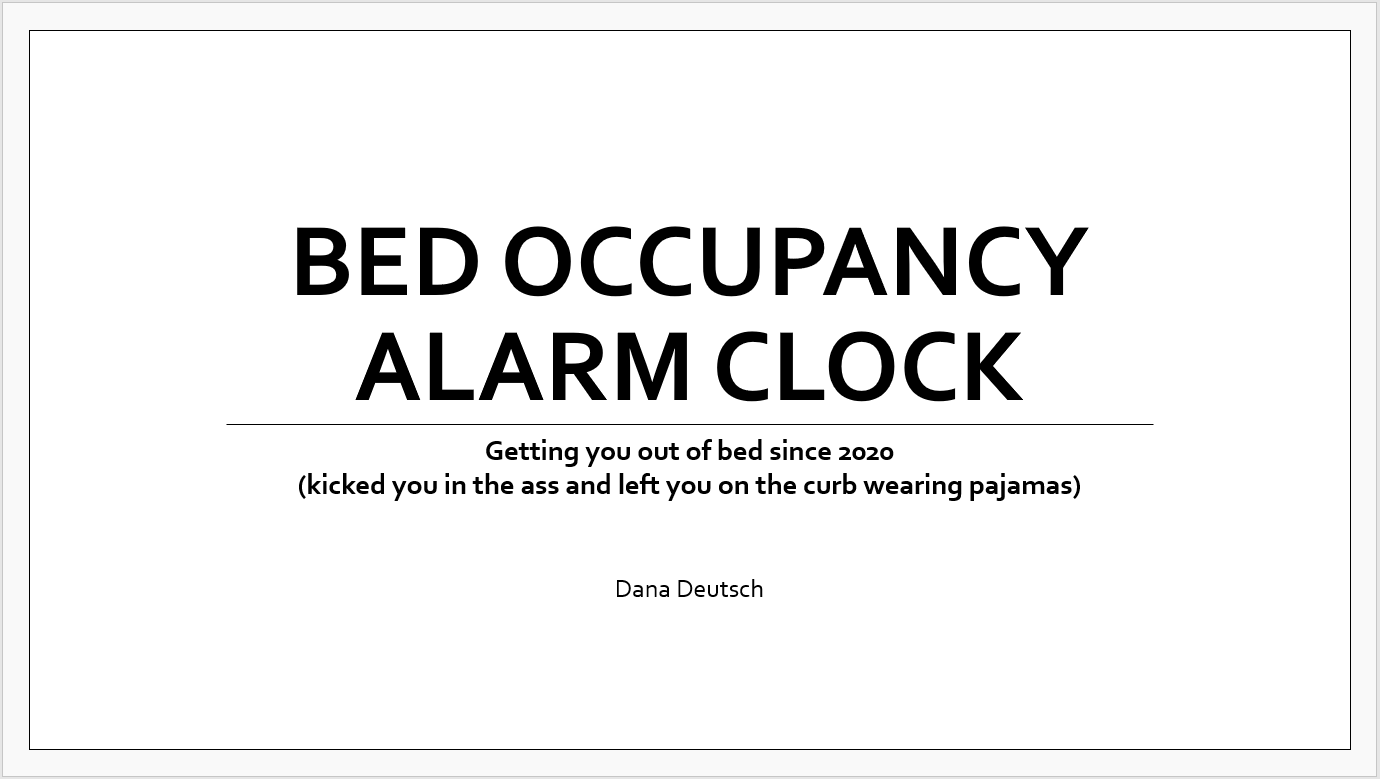 BED OCCUPANCY
ALARM CLOCK
Getting you out of bed since 2020
(kicked you in the ass and left you on the curb wearing pajamas)
Dana Deutsch